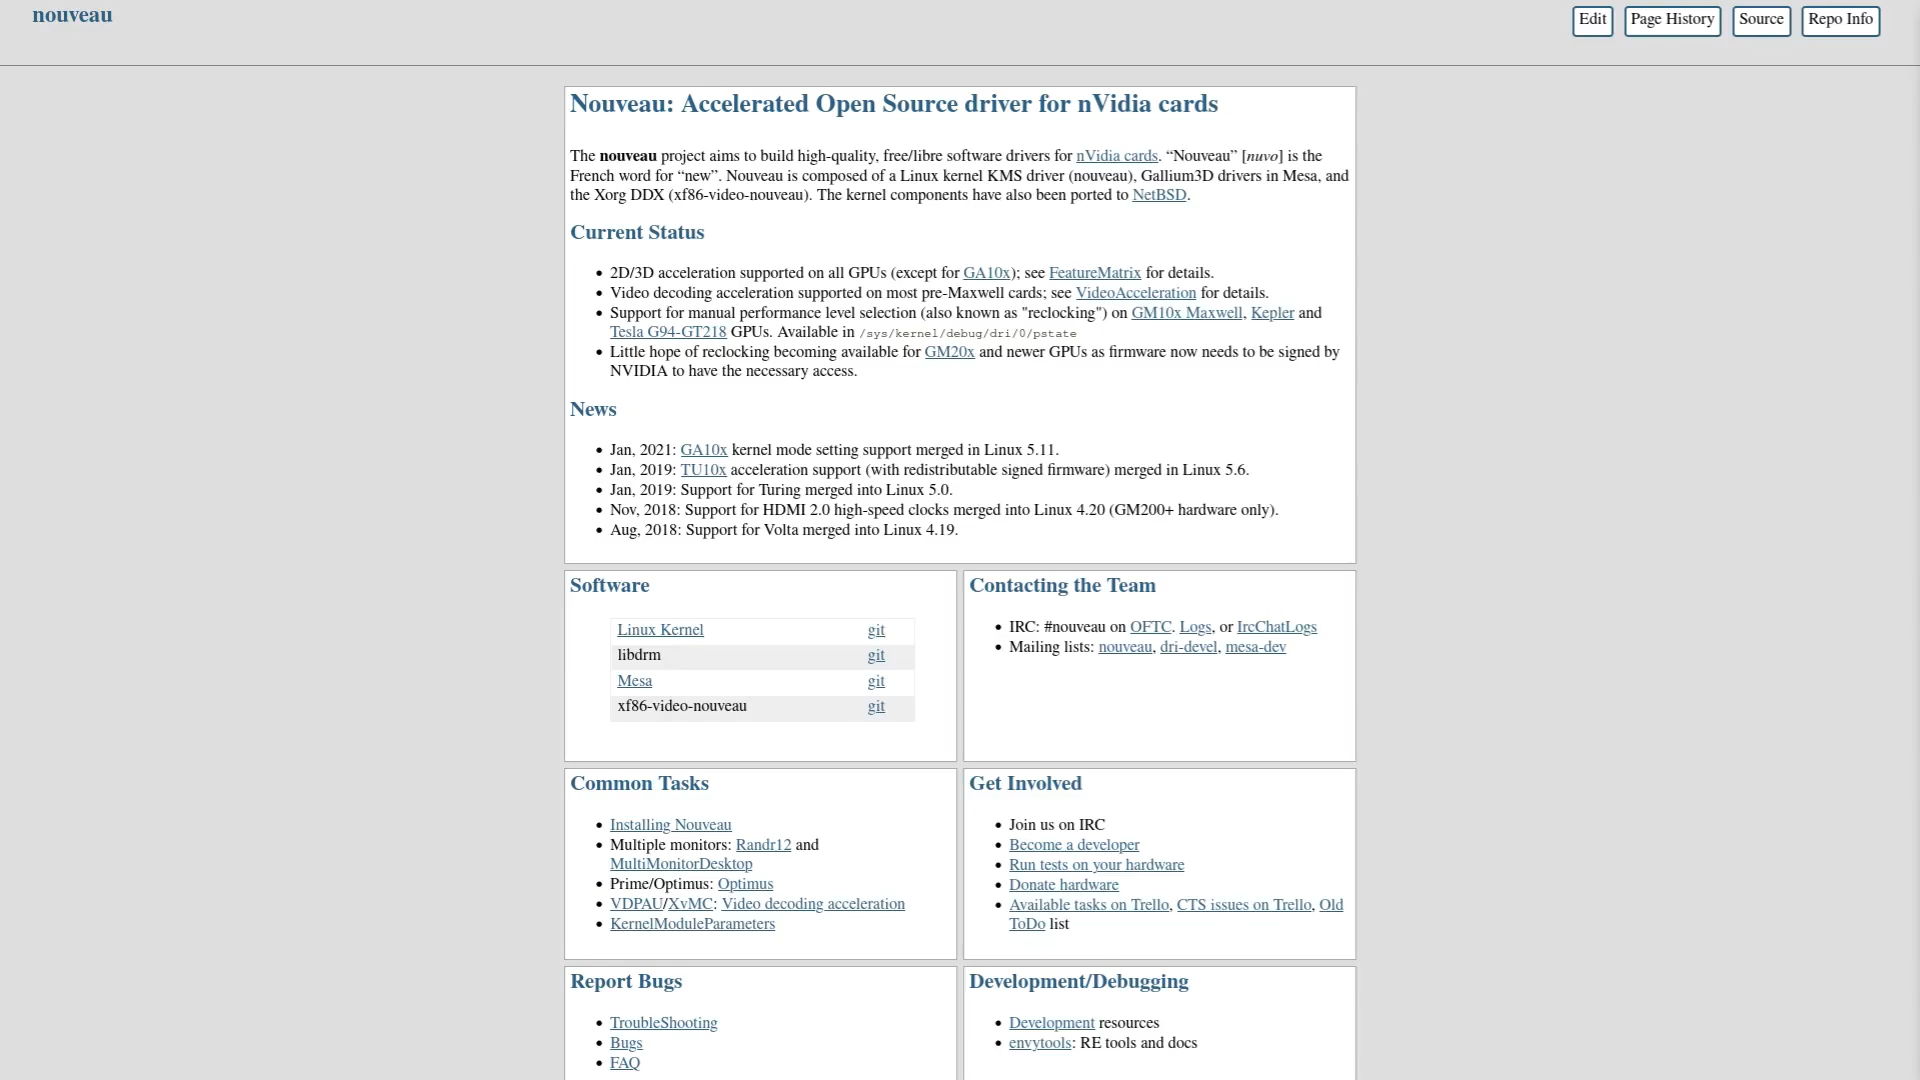 nouveau
Edit Page History Source Repo Info
Nouveau: Accelerated Open Source driver for nVidia cards
The nouveau project aims to build high-quality, free/libre software drivers for nVidia cards. “Nouveau” [nuvo] is the
French word for “new”. Nouveau is composed of a Linux kernel KMS driver (nouveau), Gallium3D drivers in Mesa, and
the Xorg DDX (xf86-video-nouveau). The kernel components have also been ported to NetBSD.
Current Status
• 2D/3D acceleration supported on all GPUs (except for GA10x); see FeatureMatrix for details.
• Video decoding acceleration supported on most pre-Maxwell cards; see VideoAcceleration for details.
• Support for manual performance level selection (also known as "reclocking") on GM10x Maxwell, Kepler and
Tesla G94-GT218 GPUs. Available in /sys/kernel/debug/dri/0/pstate
• Little hope of reclocking becoming available for GM20x and newer GPUs as firmware now needs to be signed by
NVIDIA to have the necessary access.
News
• Jan, 2021: GA10x kernel mode setting support merged in Linux 5.11.
• Jan, 2019: TU10x acceleration support (with redistributable signed firmware) merged in Linux 5.6.
• Jan, 2019: Support for Turing merged into Linux 5.0.
• Nov, 2018: Support for HDMI 2.0 high-speed clocks merged into Linux 4.20 (GM200+ hardware only).
• Aug, 2018: Support for Volta merged into Linux 4.19.
Software
Linux Kernel git
libdrm git
Mesa git
xf86-video-nouveau git
Contacting the Team
• IRC: #nouveau on OFTC. Logs, or IrcChatLogs
• Mailing lists: nouveau, dri-devel, mesa-dev
Common Tasks
• Installing Nouveau
• Multiple monitors: Randr12 and
MultiMonitorDesktop
• Prime/Optimus: Optimus
• VDPAU/XvMC: Video decoding acceleration
• KernelModuleParameters
Get Involved
• Join us on IRC
• Become a developer
• Run tests on your hardware
• Donate hardware
• Available tasks on Trello, CTS issues on Trello, Old
ToDo list
Report Bugs
• TroubleShooting
• Bugs
• FAQ
Development/Debugging
• Development resources
• envytools: RE tools and docs